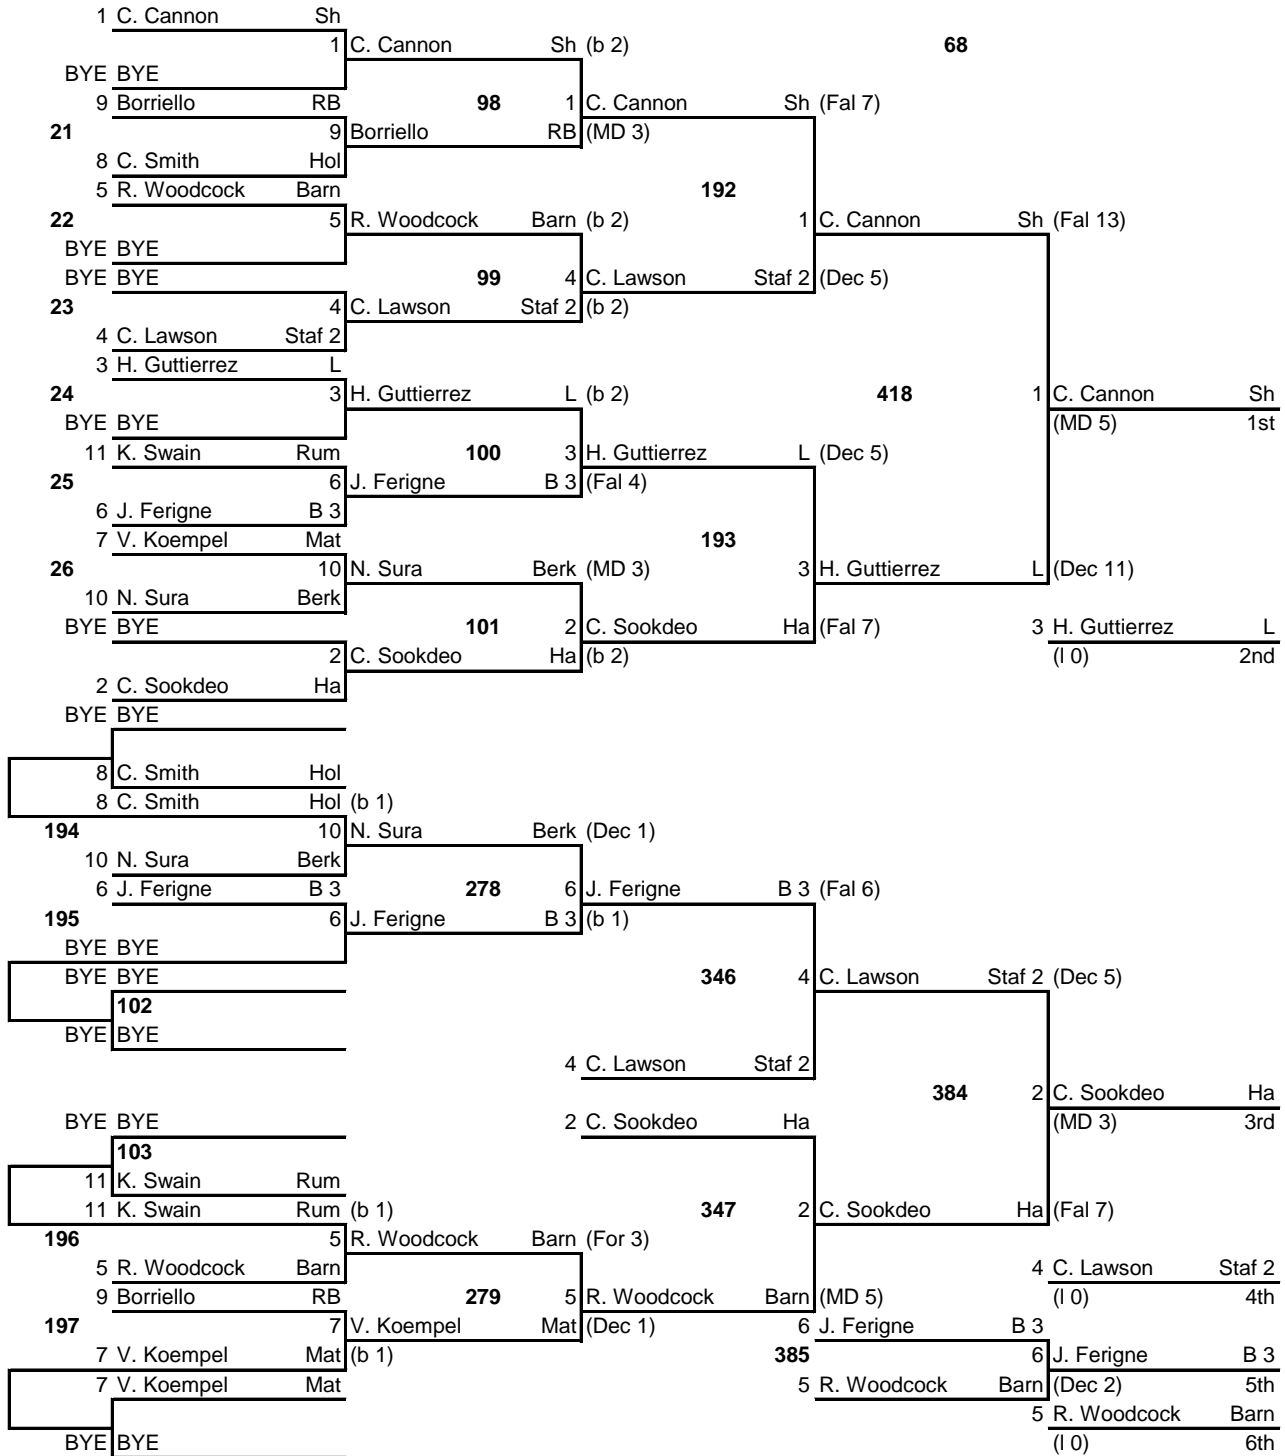 1 C. Cannon Sh
1 C. Cannon Sh (b 2) 68
BYE BYE
9 Borriello RB 98 1 C. Cannon Sh (Fal 7)
21 9 Borriello RB (MD 3)
8 C. Smith Hol
5 R. Woodcock Barn 192
22 5 R. Woodcock Barn (b 2) 1 C. Cannon Sh (Fal 13)
BYE BYE
BYE BYE 99 4 C. Lawson Staf 2 (Dec 5)
23 4 C. Lawson Staf 2 (b 2)
4 C. Lawson Staf 2
3 H. Guttierrez L
24 3 H. Guttierrez L (b 2) 418 1 C. Cannon Sh
BYE BYE (MD 5) 1st
11 K. Swain Rum 100 3 H. Guttierrez L (Dec 5)
25 6 J. Ferigne B 3 (Fal 4)
6 J. Ferigne B 3
7 V. Koempel Mat 193
26 10 N. Sura Berk (MD 3) 3 H. Guttierrez L (Dec 11)
10 N. Sura Berk
BYE BYE 101 2 C. Sookdeo Ha (Fal 7) 3 H. Guttierrez L
2 C. Sookdeo Ha (b 2) (l 0) 2nd
2 C. Sookdeo Ha
BYE BYE
8 C. Smith Hol
8 C. Smith Hol (b 1)
194 10 N. Sura Berk (Dec 1)
10 N. Sura Berk
6 J. Ferigne B 3 278 6 J. Ferigne B 3 (Fal 6)
195 6 J. Ferigne B 3 (b 1)
BYE BYE
BYE BYE 346 4 C. Lawson Staf 2 (Dec 5)
102
BYE BYE
4 C. Lawson Staf 2
384 2 C. Sookdeo Ha
BYE BYE 2 C. Sookdeo Ha (MD 3) 3rd
103
11 K. Swain Rum
11 K. Swain Rum (b 1) 347 2 C. Sookdeo Ha (Fal 7)
196 5 R. Woodcock Barn (For 3)
5 R. Woodcock Barn 4 C. Lawson Staf 2
9 Borriello RB 279 5 R. Woodcock Barn (MD 5) (l 0) 4th
197 7 V. Koempel Mat (Dec 1) 6 J. Ferigne B 3
7 V. Koempel Mat (b 1) 385 6 J. Ferigne B 3
7 V. Koempel Mat 5 R. Woodcock Barn (Dec 2) 5th
5 R. Woodcock Barn
BYE BYE (l 0) 6th